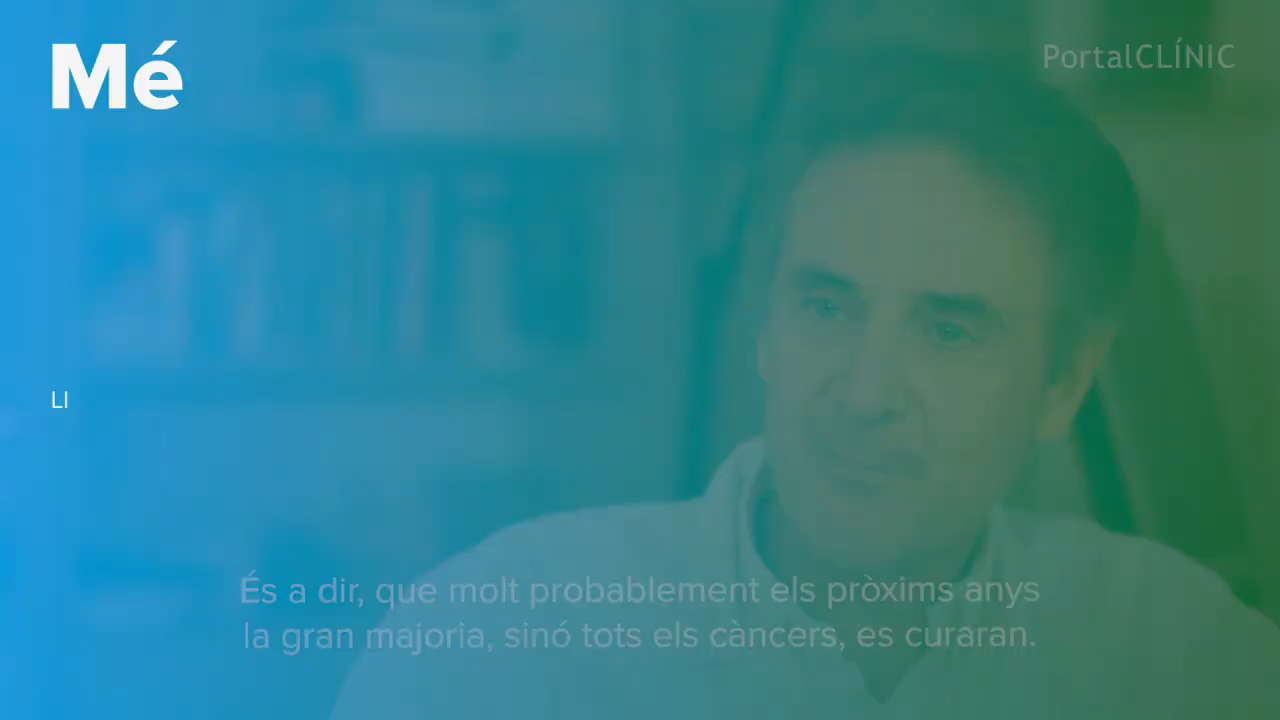 Mé
PortalCLÍNIC
LI
És a dir, que molt probablement els pròxims anys
la gran majoria, sinó tots els càncers, es curaran.